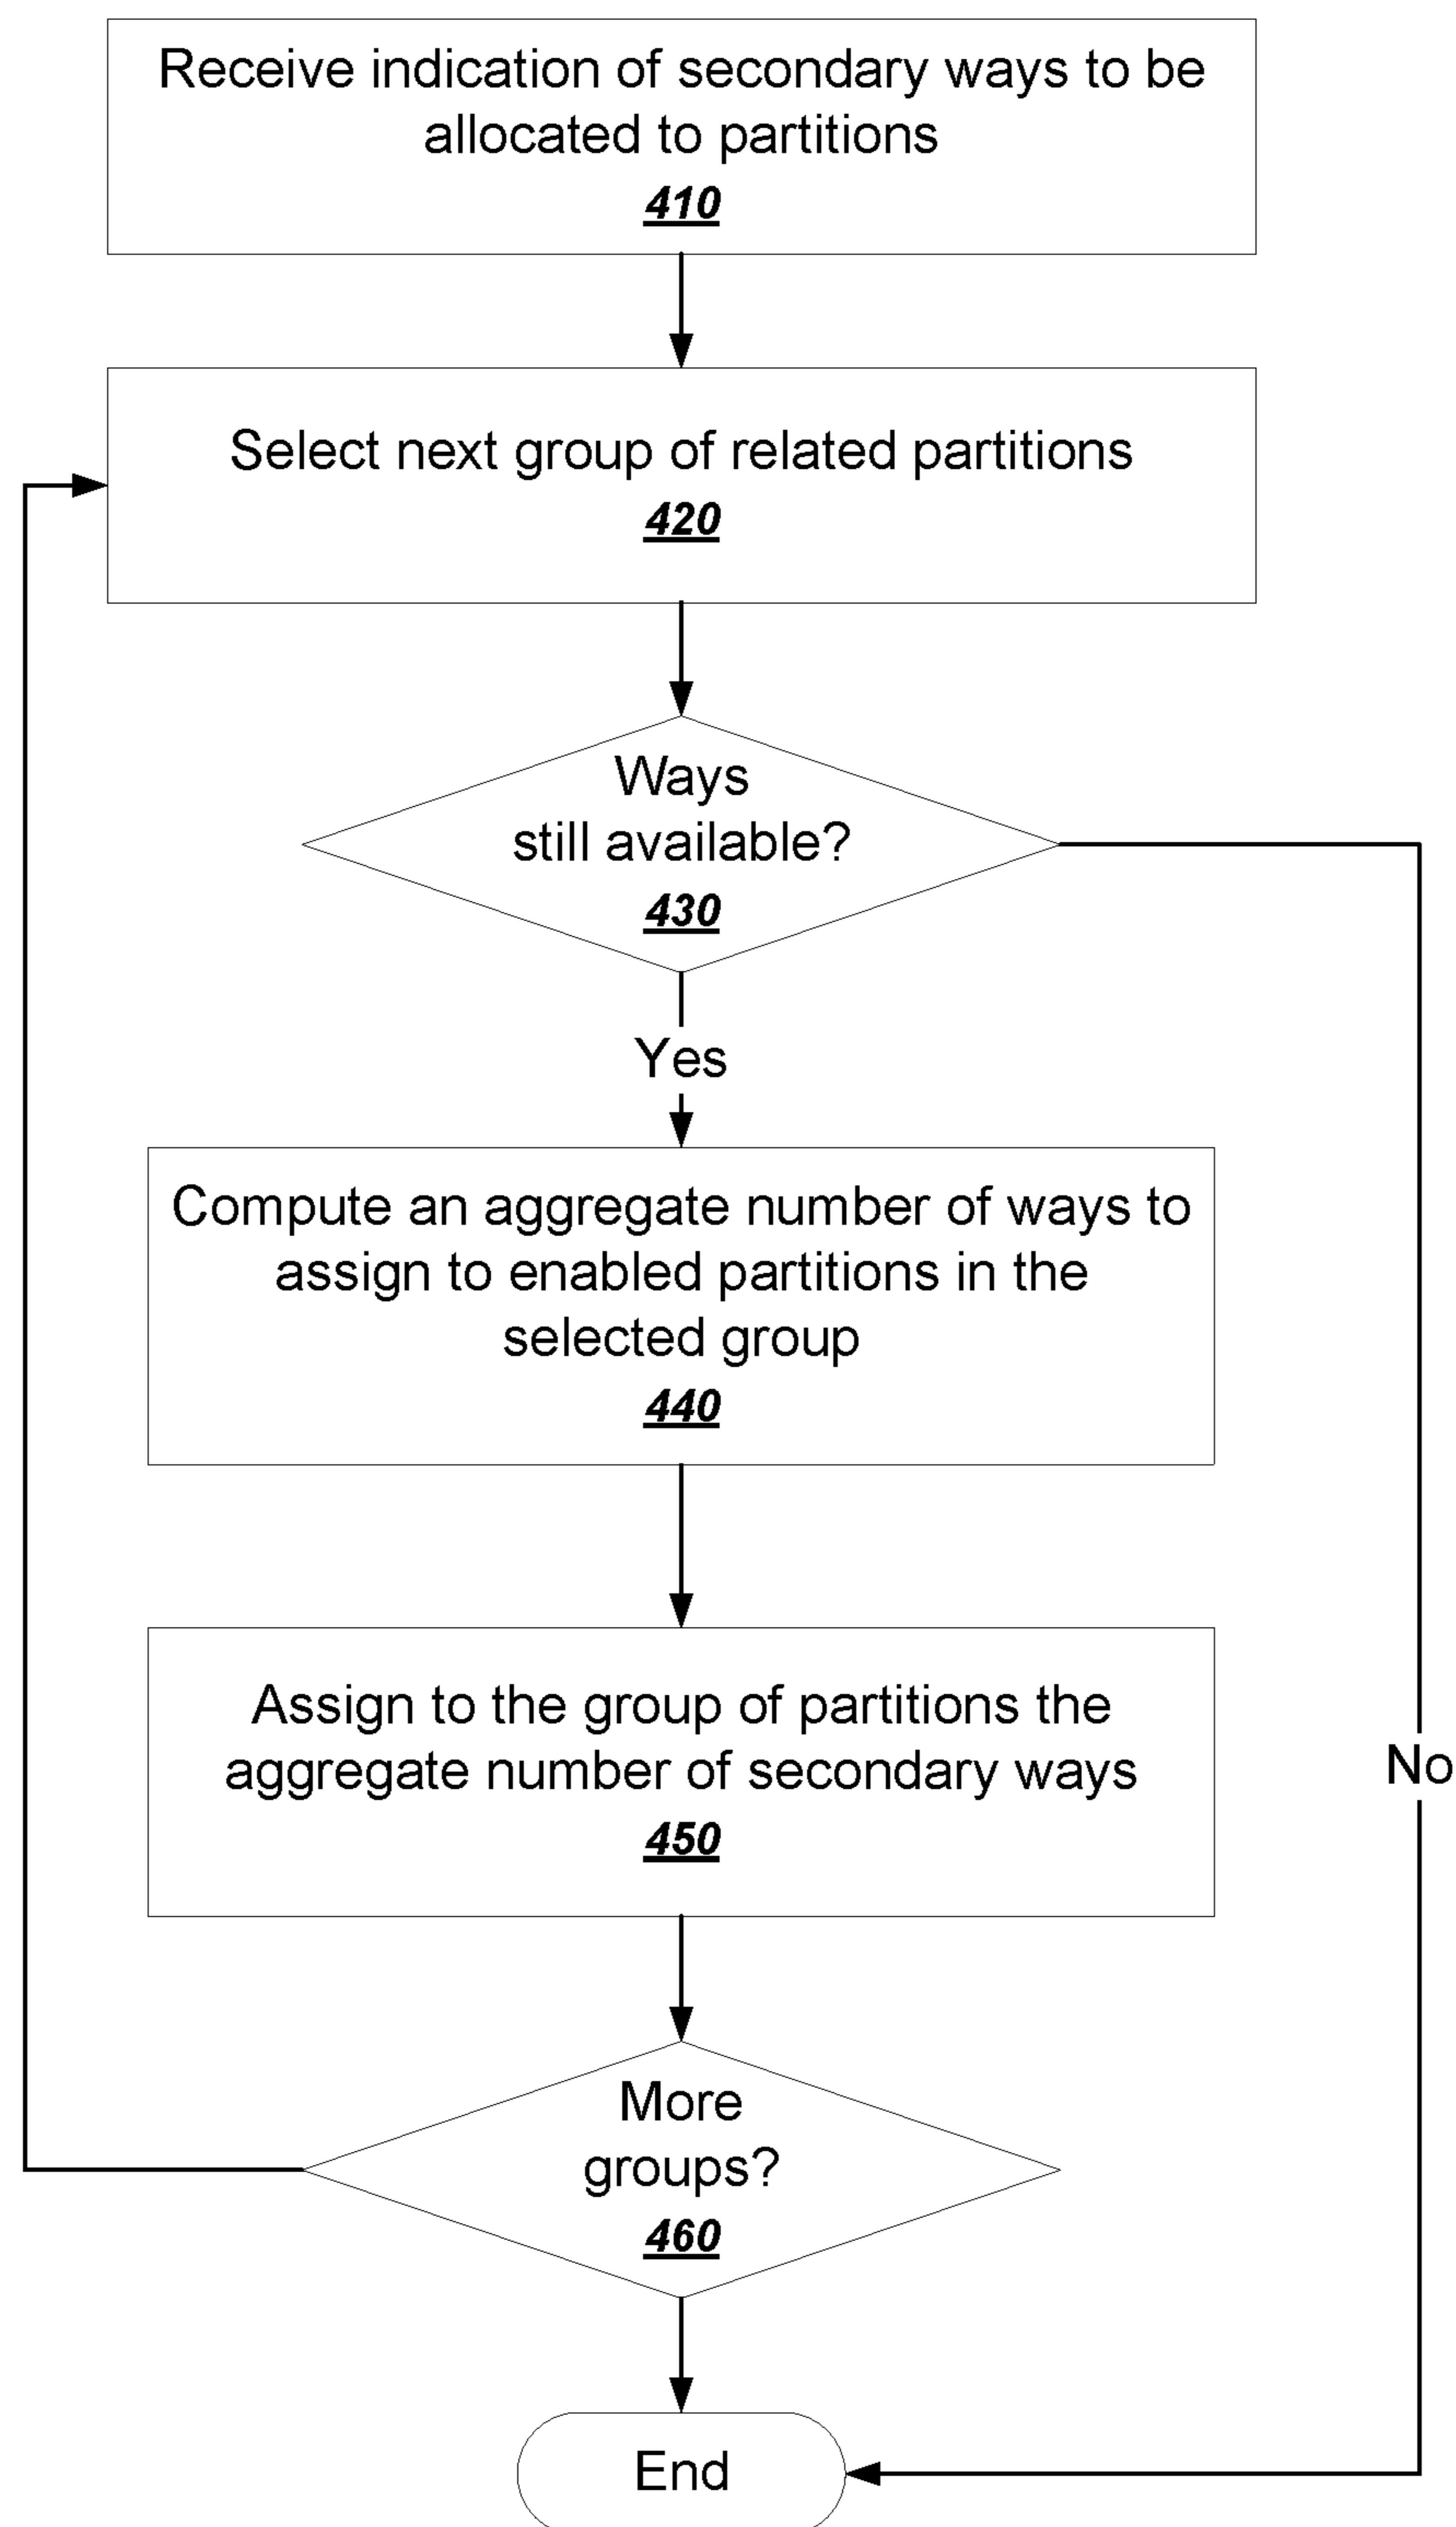 Receive indication of secondary ways to be
allocated to partitions
410
Select next group of related partitions
420
Ways
still available?
430
Yes
Compute an aggregate number of ways to
assign to enabled partitions in the
selected group
440
Assign to the group of partitions the
aggregate number of secondary ways
450
No
More
groups?
460
End